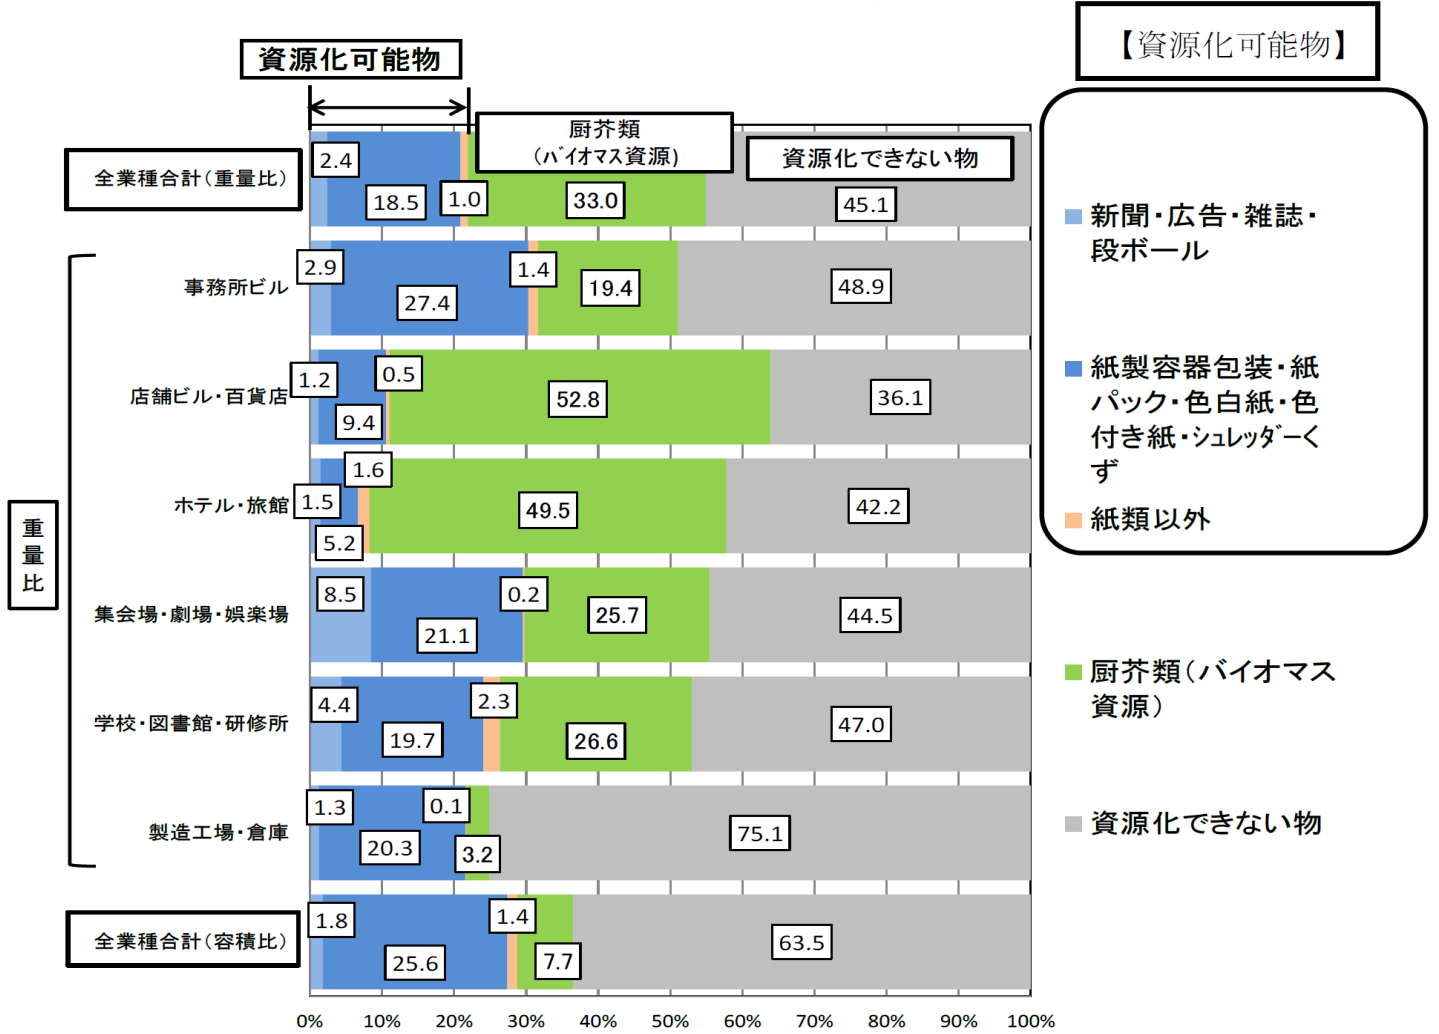 【資源化可能物】
資源化可能物
厨芥類
(バイオマス資源)
資源化できない物
全業種合計(重量比)
2.4
18.5
1.0
33.0
45.1
事務所ビル
2.9
27.4
1.4
19.4
48.9
店舗ビル・百貨店
1.2
9.4
0.5
52.8
36.1
ホテル・旅館
1.5
5.2
1.6
49.5
42.2
集会場・劇場・娯楽場
8.5
21.1
0.2
25.7
44.5
学校・図書館・研修所
4.4
19.7
2.3
26.6
47.0
製造工場・倉庫
1.3
20.3
0.1
3.2
75.1
全業種合計(容積比)
1.8
25.6
1.4
7.7
63.5
重
量
比
0% 10% 20% 30% 40% 50% 60% 70% 80% 90% 100%
新聞・広告・雑誌・
段ボール
紙製容器包装・紙
パック・色白紙・色
付き紙・シュレッダーく
ず
紙類以外
厨芥類(バイオマス
資源)
資源化できない物